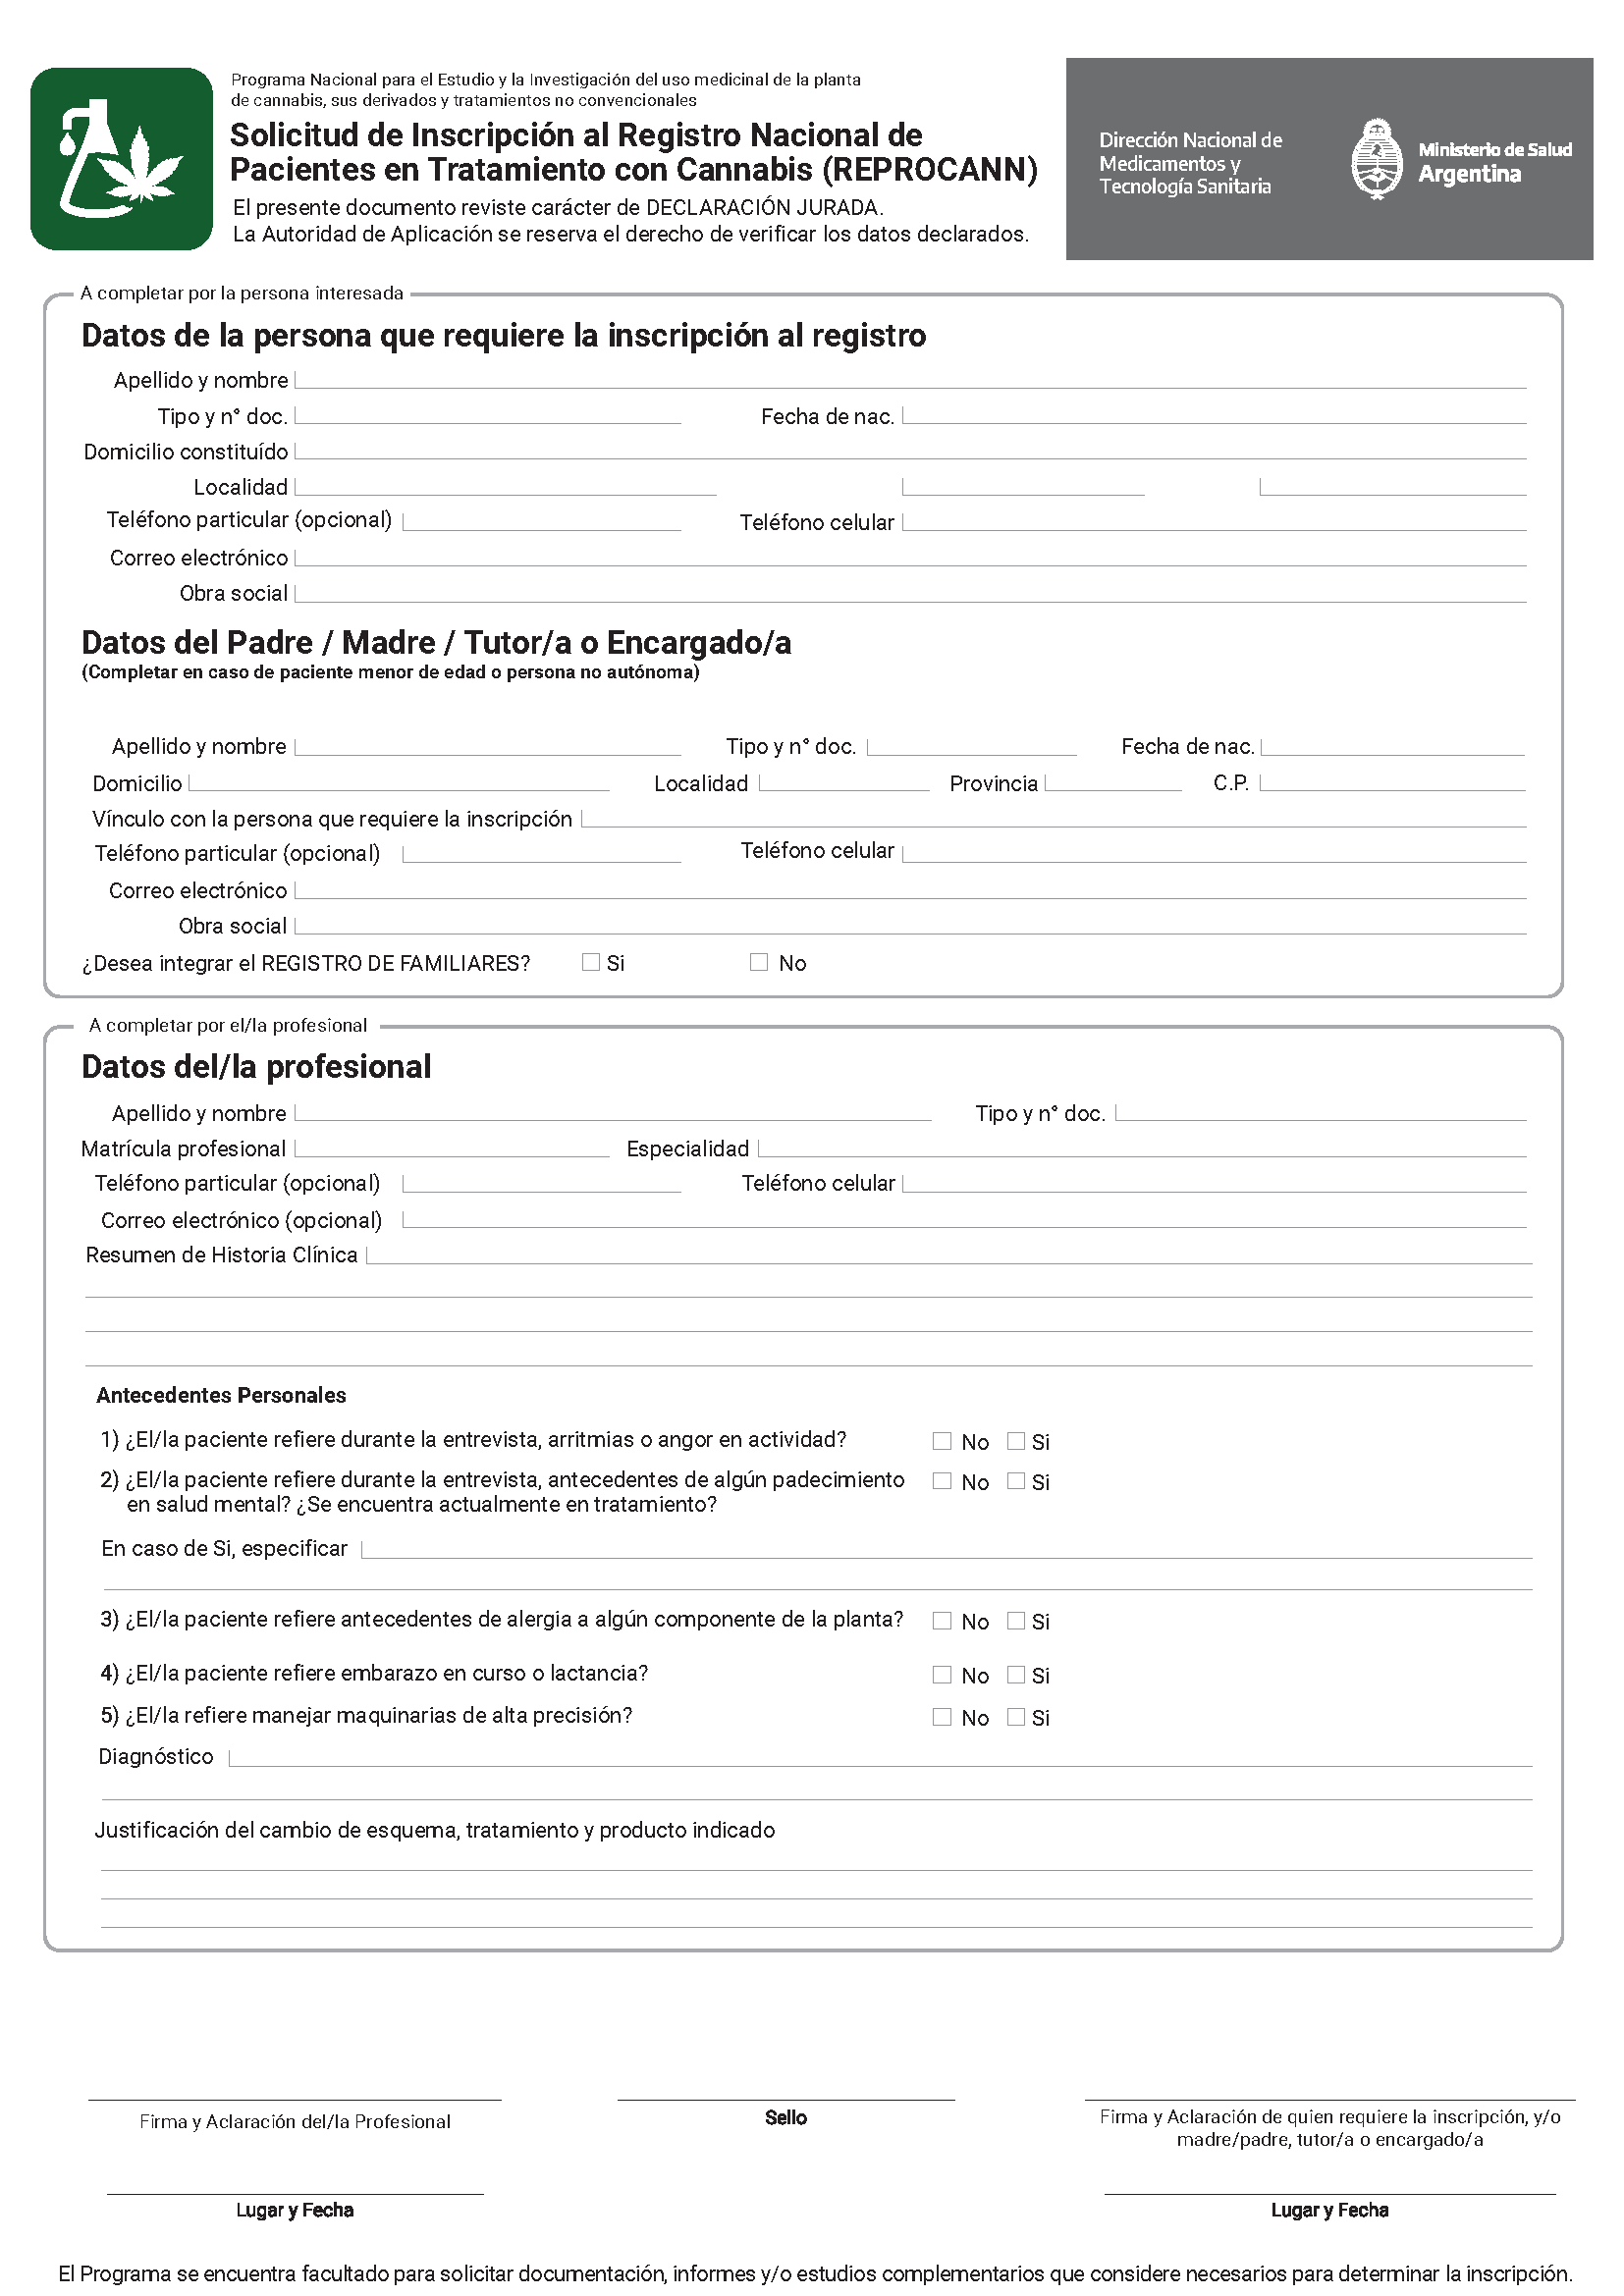 Programa Nacional para el Estudio y la Investigación del uso medicinal de la planta
de cannabis, sus derivados y tratamientos no convencionales
Solicitud de Inscripción al Registro Nacional de
Pacientes en Tratamiento con Cannabis (REPROCANN)
El presente documento reviste carácter de DECLARACIÓN JURADA.
La Autoridad de Aplicación se reserva el derecho de verificar los datos declarados.
Dirección Nacional de
Medicamentos y
Tecnología Sanitaria
Ministerio de Salud
Argentina
A completar por la persona interesada
Datos de la persona que requiere la inscripción al registro
Apellido y nombre
Tipo y n° doc. Fecha de nac.
Domicilio constituído
Localidad
Teléfono particular (opcional) Teléfono celular
Correo electrónico
Obra social
Datos del Padre / Madre / Tutor/a o Encargado/a
(Completar en caso de paciente menor de edad o persona no autónoma)
Apellido y nombre Tipo y n° doc. Fecha de nac.
Domicilio Localidad Provincia C.P.
Vínculo con la persona que requiere la inscripción
Teléfono particular (opcional) Teléfono celular
Correo electrónico
Obra social
¿Desea integrar el REGISTRO DE FAMILIARES? Si No
A completar por el/la profesional
Datos del/la profesional
Apellido y nombre Tipo y n° doc.
Matrícula profesional Especialidad
Teléfono particular (opcional) Teléfono celular
Correo electrónico (opcional)
Resumen de Historia Clínica
Antecedentes Personales
1) ¿El/la paciente refiere durante la entrevista, arritmias o angor en actividad? No Si
2) ¿El/la paciente refiere durante la entrevista, antecedentes de algún padecimiento No Si
en salud mental? ¿Se encuentra actualmente en tratamiento?
En caso de Si, especificar
3) ¿El/la paciente refiere antecedentes de alergia a algún componente de la planta? No Si
4) ¿El/la paciente refiere embarazo en curso o lactancia? No Si
5) ¿El/la refiere manejar maquinarias de alta precisión? No Si
Diagnóstico
Justificación del cambio de esquema, tratamiento y producto indicado
Firma y Aclaración del/la Profesional
Sello
Firma y Aclaración de quien requiere la inscripción, y/o
madre/padre, tutor/a o encargado/a
Lugar y Fecha
Lugar y Fecha
El Programa se encuentra facultado para solicitar documentación, informes y/o estudios complementarios que considere necesarios para determinar la inscripción.